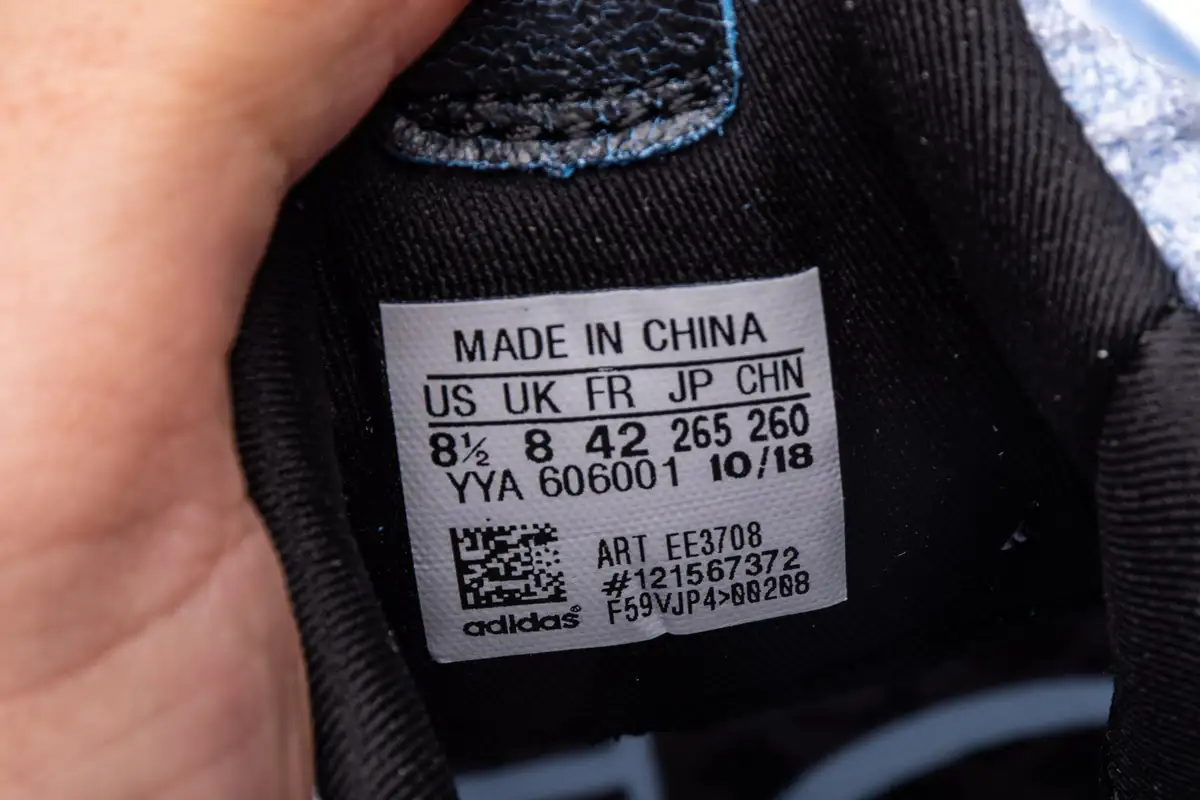 MADE IN CHINA
US UK FR JP CHN
8½ 8 42 265 260
YYA 606001 10/18
ART EE3708
#121567372
F59VJP4>00208
adidas®